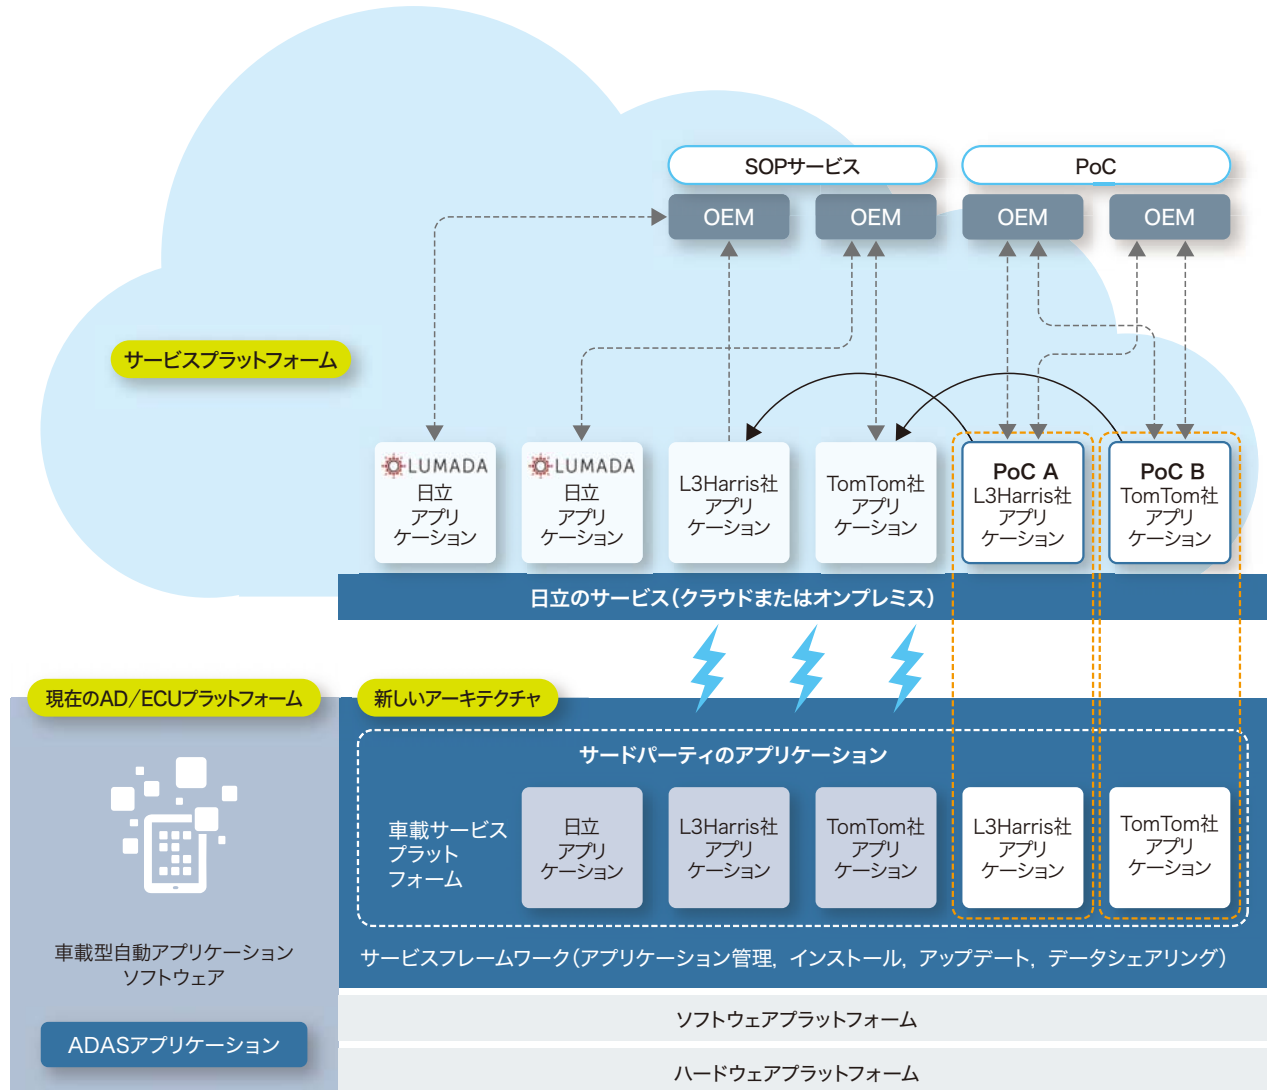 SOPサービス
PoC
OEM
OEM
OEM
OEM
サービスプラットフォーム
LUMADA
日立
アプリ
ケーション
LUMADA
日立
アプリ
ケーション
L3Harris社
アプリ
ケーション
TomTom社
アプリ
ケーション
PoC A
L3Harris社
アプリ
ケーション
PoC B
TomTom社
アプリ
ケーション
日立のサービス（クラウドまたはオンプレミス）
現在のAD/ECUプラットフォーム
新しいアーキテクチャ
サードパーティのアプリケーション
車載サービス
プラット
フォーム
日立
アプリ
ケーション
L3Harris社
アプリ
ケーション
TomTom社
アプリ
ケーション
L3Harris社
アプリ
ケーション
TomTom社
アプリ
ケーション
車載型自動アプリケーション
ソフトウェア
サービスフレームワーク（アプリケーション管理，インストール，アップデート，データシェアリング）
ADASアプリケーション
ソフトウェアプラットフォーム
ハードウェアプラットフォーム